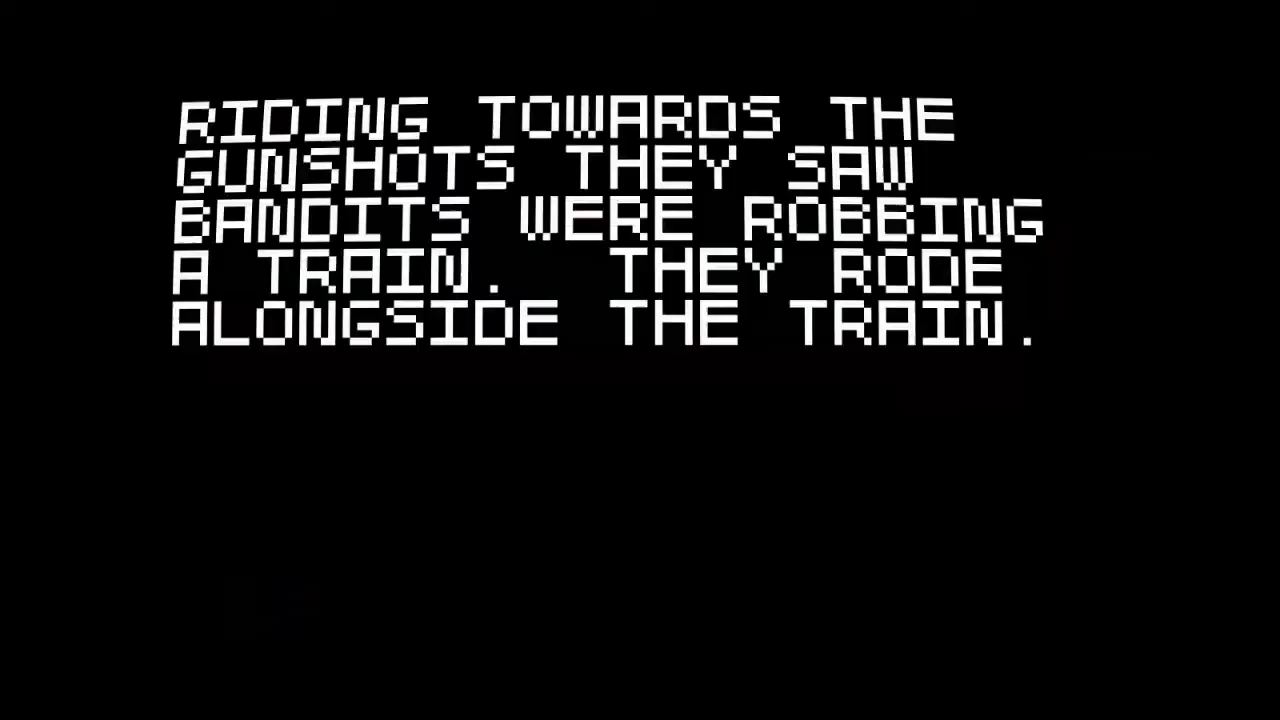 RIDING TOWARDS THE
GUNSHOTS THEY SAW
BANDITS WERE ROBBING
A TRAIN.  THEY RODE
ALONGSIDE THE TRAIN.